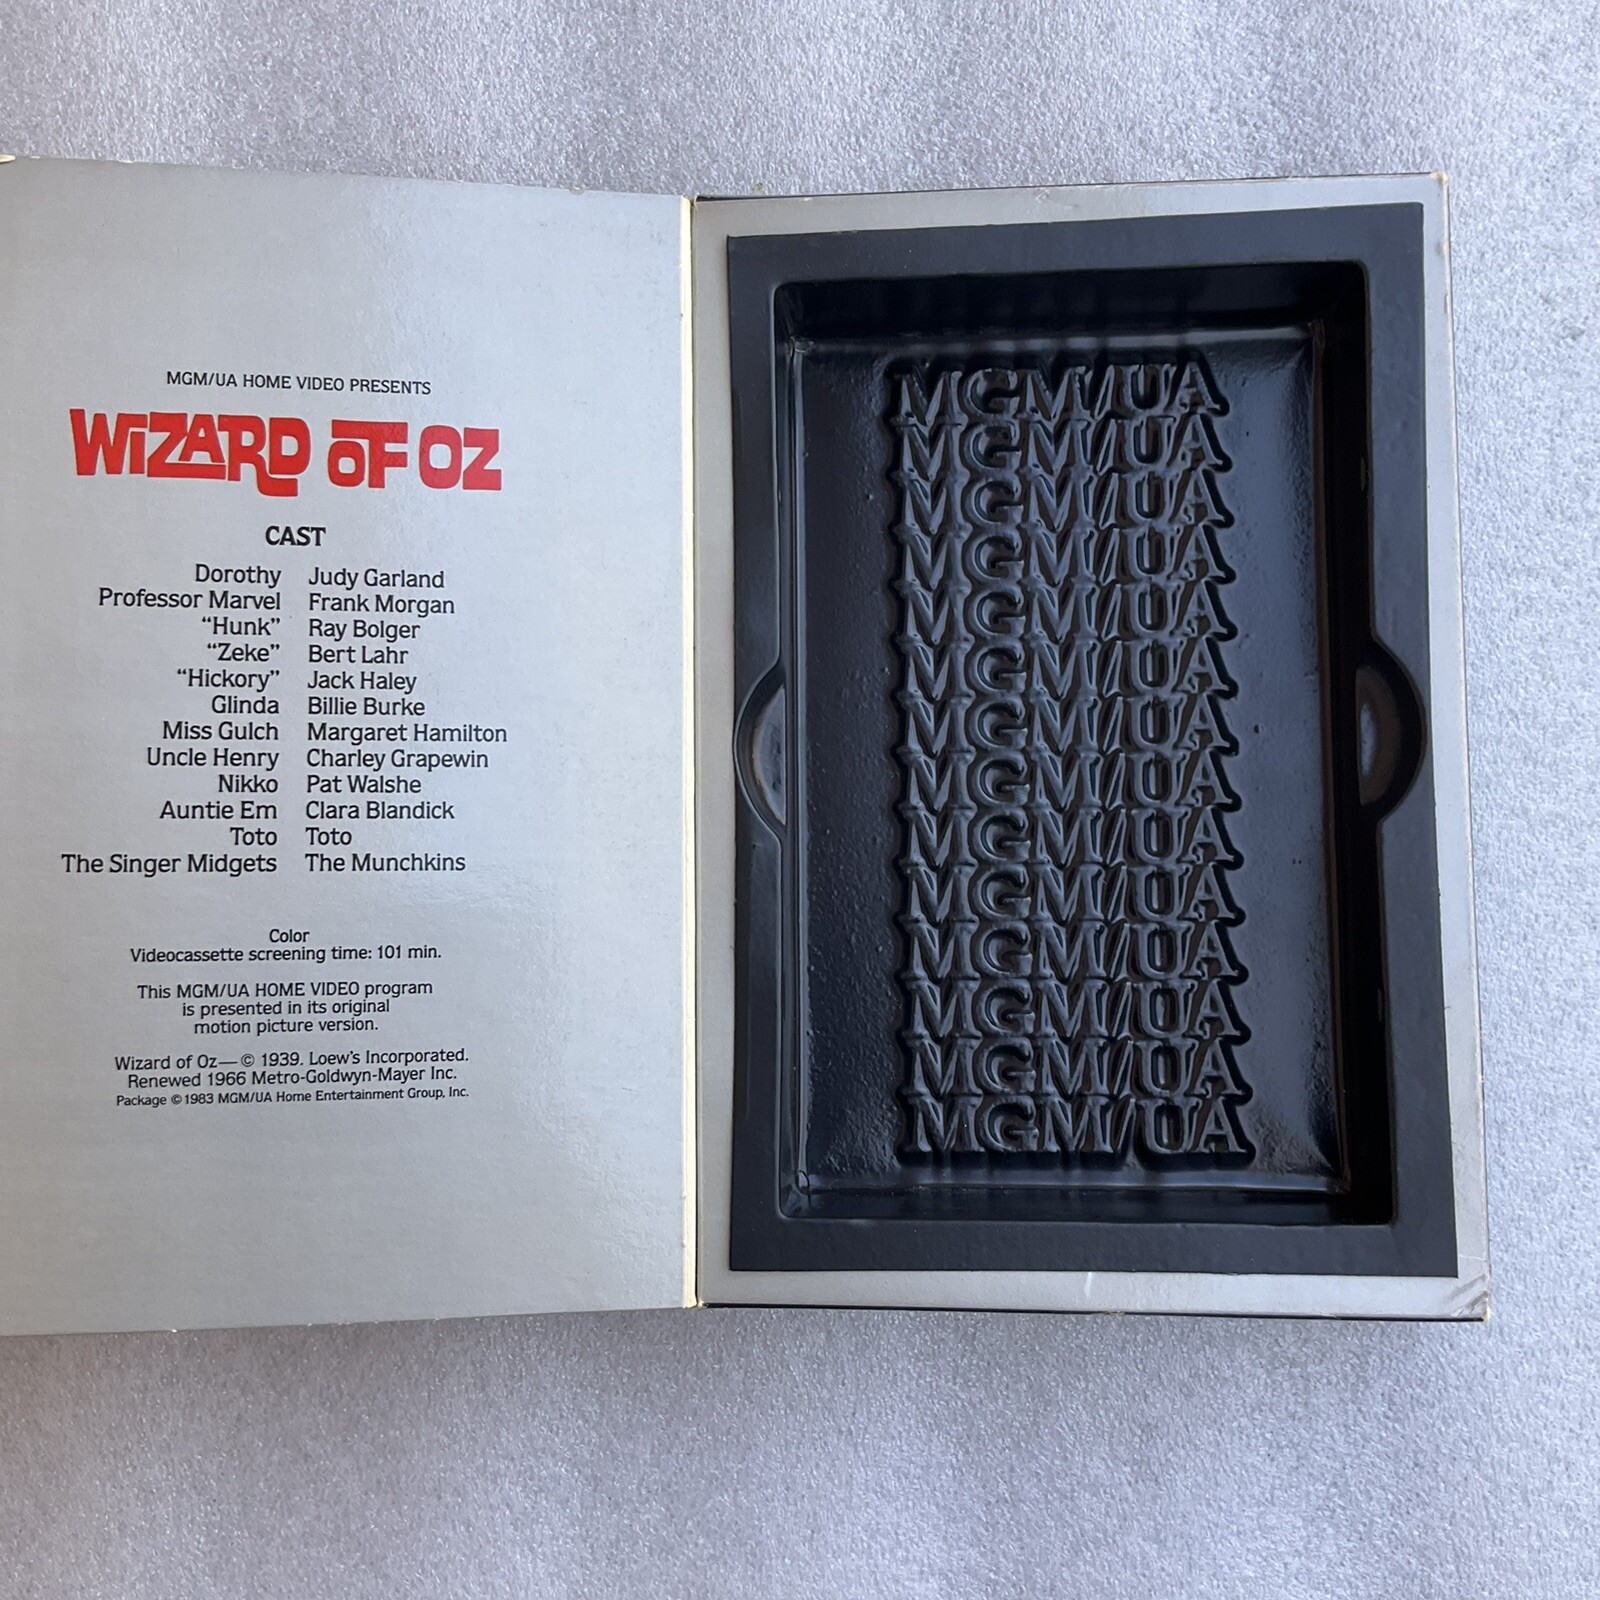 MGM/UA HOME VIDEO PRESENTS
WIZARD OF OZ
CAST
Dorothy Judy Garland
Professor Marvel Frank Morgan
“Hunk” Ray Bolger
“Zeke” Bert Lahr
“Hickory” Jack Haley
Glinda Billie Burke
Miss Gulch Margaret Hamilton
Uncle Henry Charley Grapewin
Nikko Pat Walshe
Auntie Em Clara Blandick
Toto Toto
The Singer Midgets The Munchkins
Color
Videocassette screening time: 101 min.
This MGM/UA HOME VIDEO program
is presented in its original
motion picture version.
Wizard of Oz—© 1939. Loew's Incorporated.
Renewed 1966 Metro-Goldwyn-Mayer Inc.
Package © 1983 MGM/UA Home Entertainment Group, Inc.
MGM/UA
MGM/UA
MGM/UA
MGM/UA
MGM/UA
MGM/UA
MGM/UA
MGM/UA
MGM/UA
MGM/UA
MGM/UA
MGM/UA
MGM/UA
MGM/UA